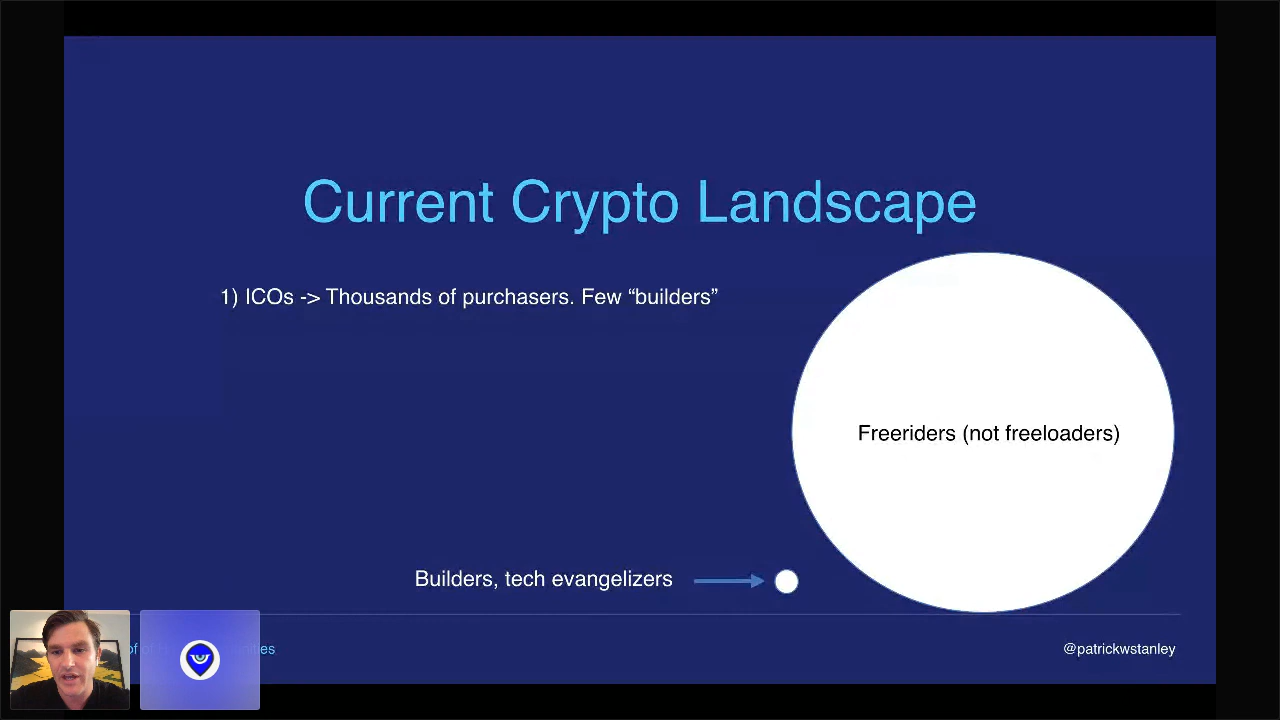 Current Crypto Landscape
1) ICOs -> Thousands of purchasers. Few “builders”
Freeriders (not freeloaders)
Builders, tech evangelizers
@patrickwstanley